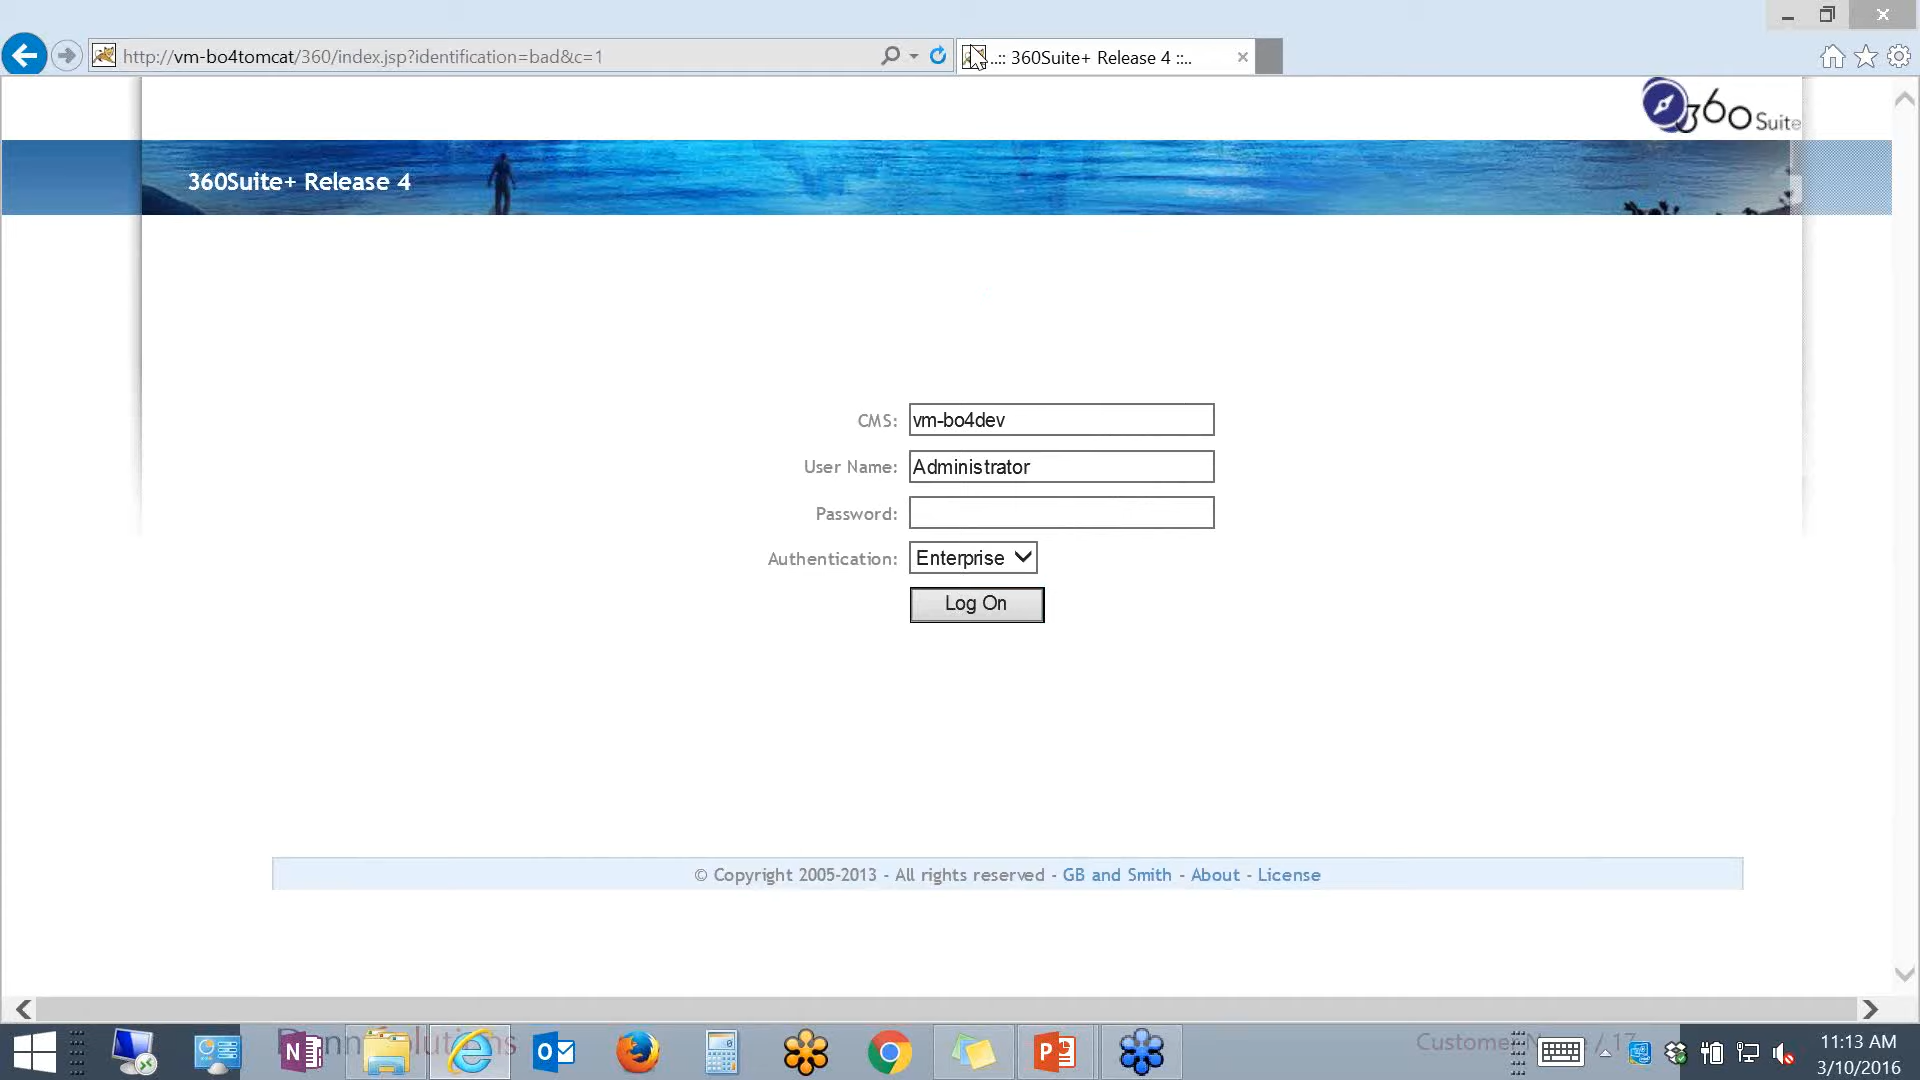 http://vm-bo4tomcat/360/index.jsp?identification=bad&c=1
..:: 360Suite+ Release 4 ::..
360Suite
360Suite+ Release 4
CMS: vm-bo4dev
User Name: Administrator
Password:
Authentication: Enterprise
Log On
© Copyright 2005-2013 - All rights reserved - GB and Smith - About - License
11:13 AM
3/10/2016